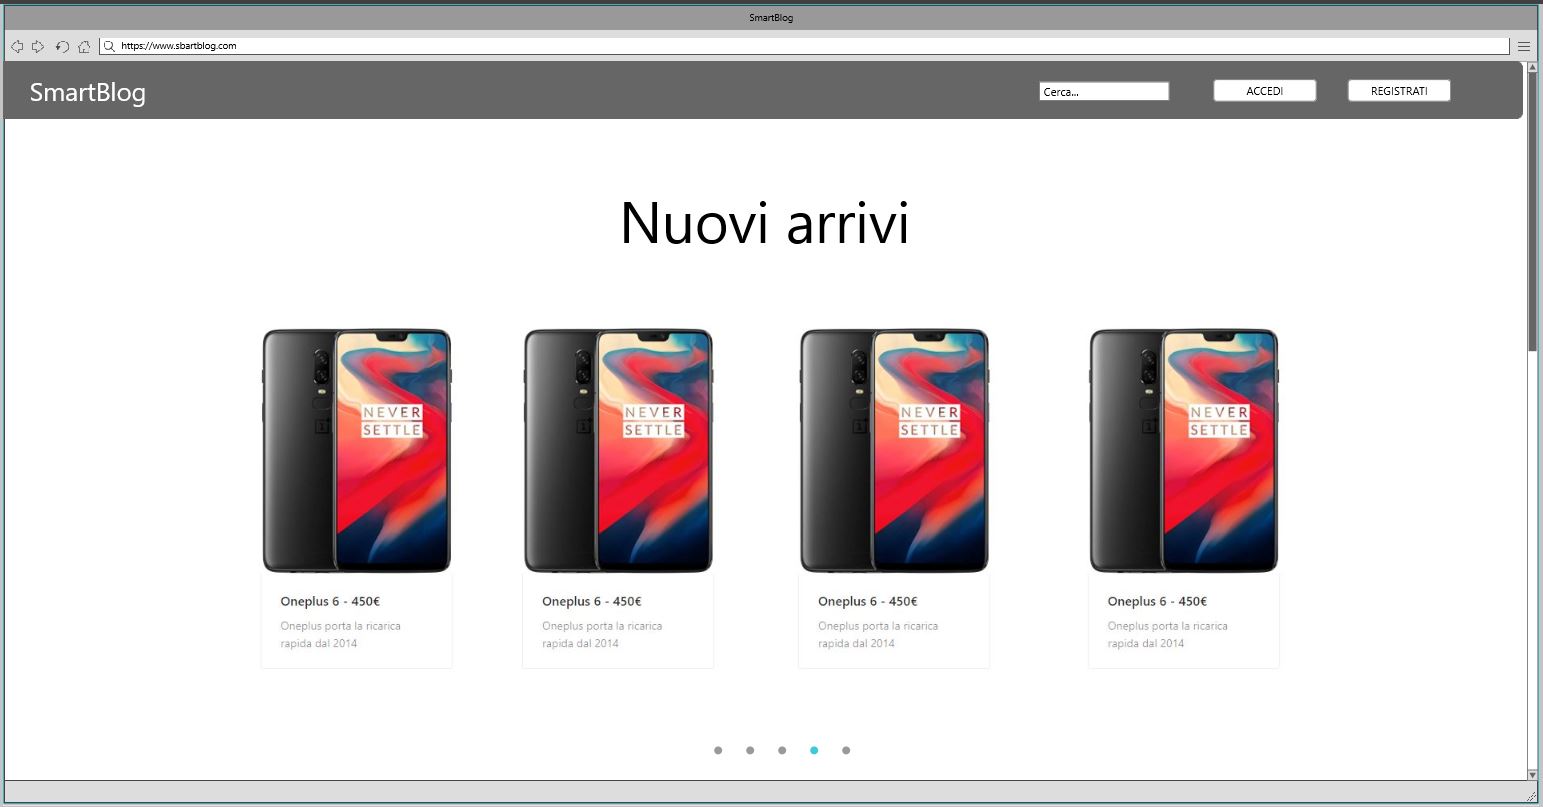 SmartBlog
https://www.sbartblog.com
SmartBlog
Cerca...
ACCEDI
REGISTRATI
Nuovi arrivi
NEVER
SETTLE
NEVER
SETTLE
NEVER
SETTLE
NEVER
SETTLE
Oneplus 6 - 450€
Oneplus porta la ricarica
rapida dal 2014
Oneplus 6 - 450€
Oneplus porta la ricarica
rapida dal 2014
Oneplus 6 - 450€
Oneplus porta la ricarica
rapida dal 2014
Oneplus 6 - 450€
Oneplus porta la ricarica
rapida dal 2014